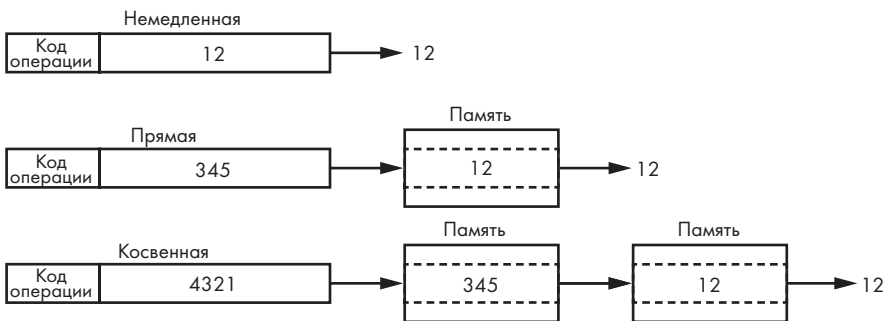 Немедленная
Код
операции
12
12
Память
Прямая
Код
операции
345
12
12
Память
Память
Косвенная
Код
операции
4321
345
12
12